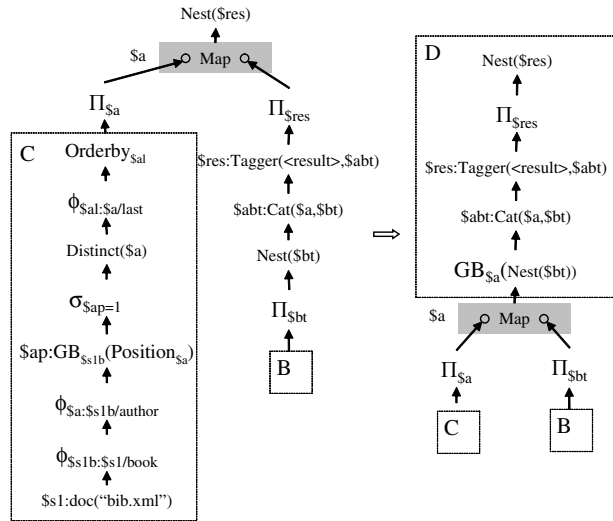 Nest($res)
$a
Map
Π$a
Π$res
C
Orderby$al
$res:Tagger(<result>,$abt)
ϕ$al:$a/last
$abt:Cat($a,$bt)
Distinct($a)
Nest($bt)
σ$ap=1
Π$bt
$ap:GB$s1b(Position$a)
B
ϕ$a:$s1b/author
ϕ$s1b:$s1/book
$s1:doc(“bib.xml”)
D
Nest($res)
Π$res
$res:Tagger(<result>,$abt)
$abt:Cat($a,$bt)
GB$a(Nest($bt))
$a
Map
Π$a
Π$bt
C
B